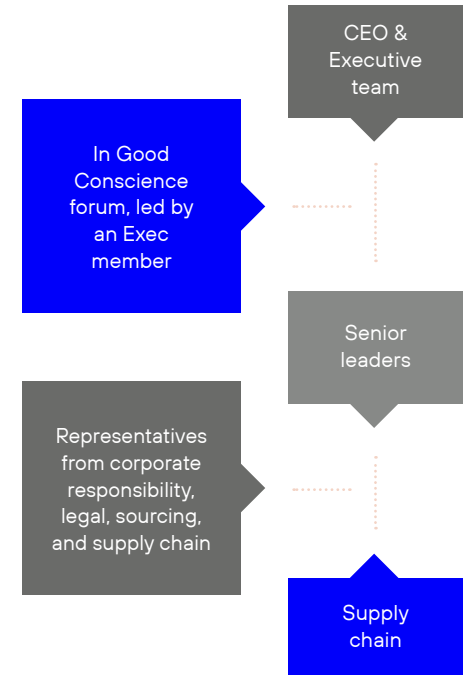 CEO &
Executive
team
In Good
Conscience
forum, led by
an Exec
member
Senior
leaders
Representatives
from corporate
responsibility,
legal, sourcing,
and supply chain
Supply
chain